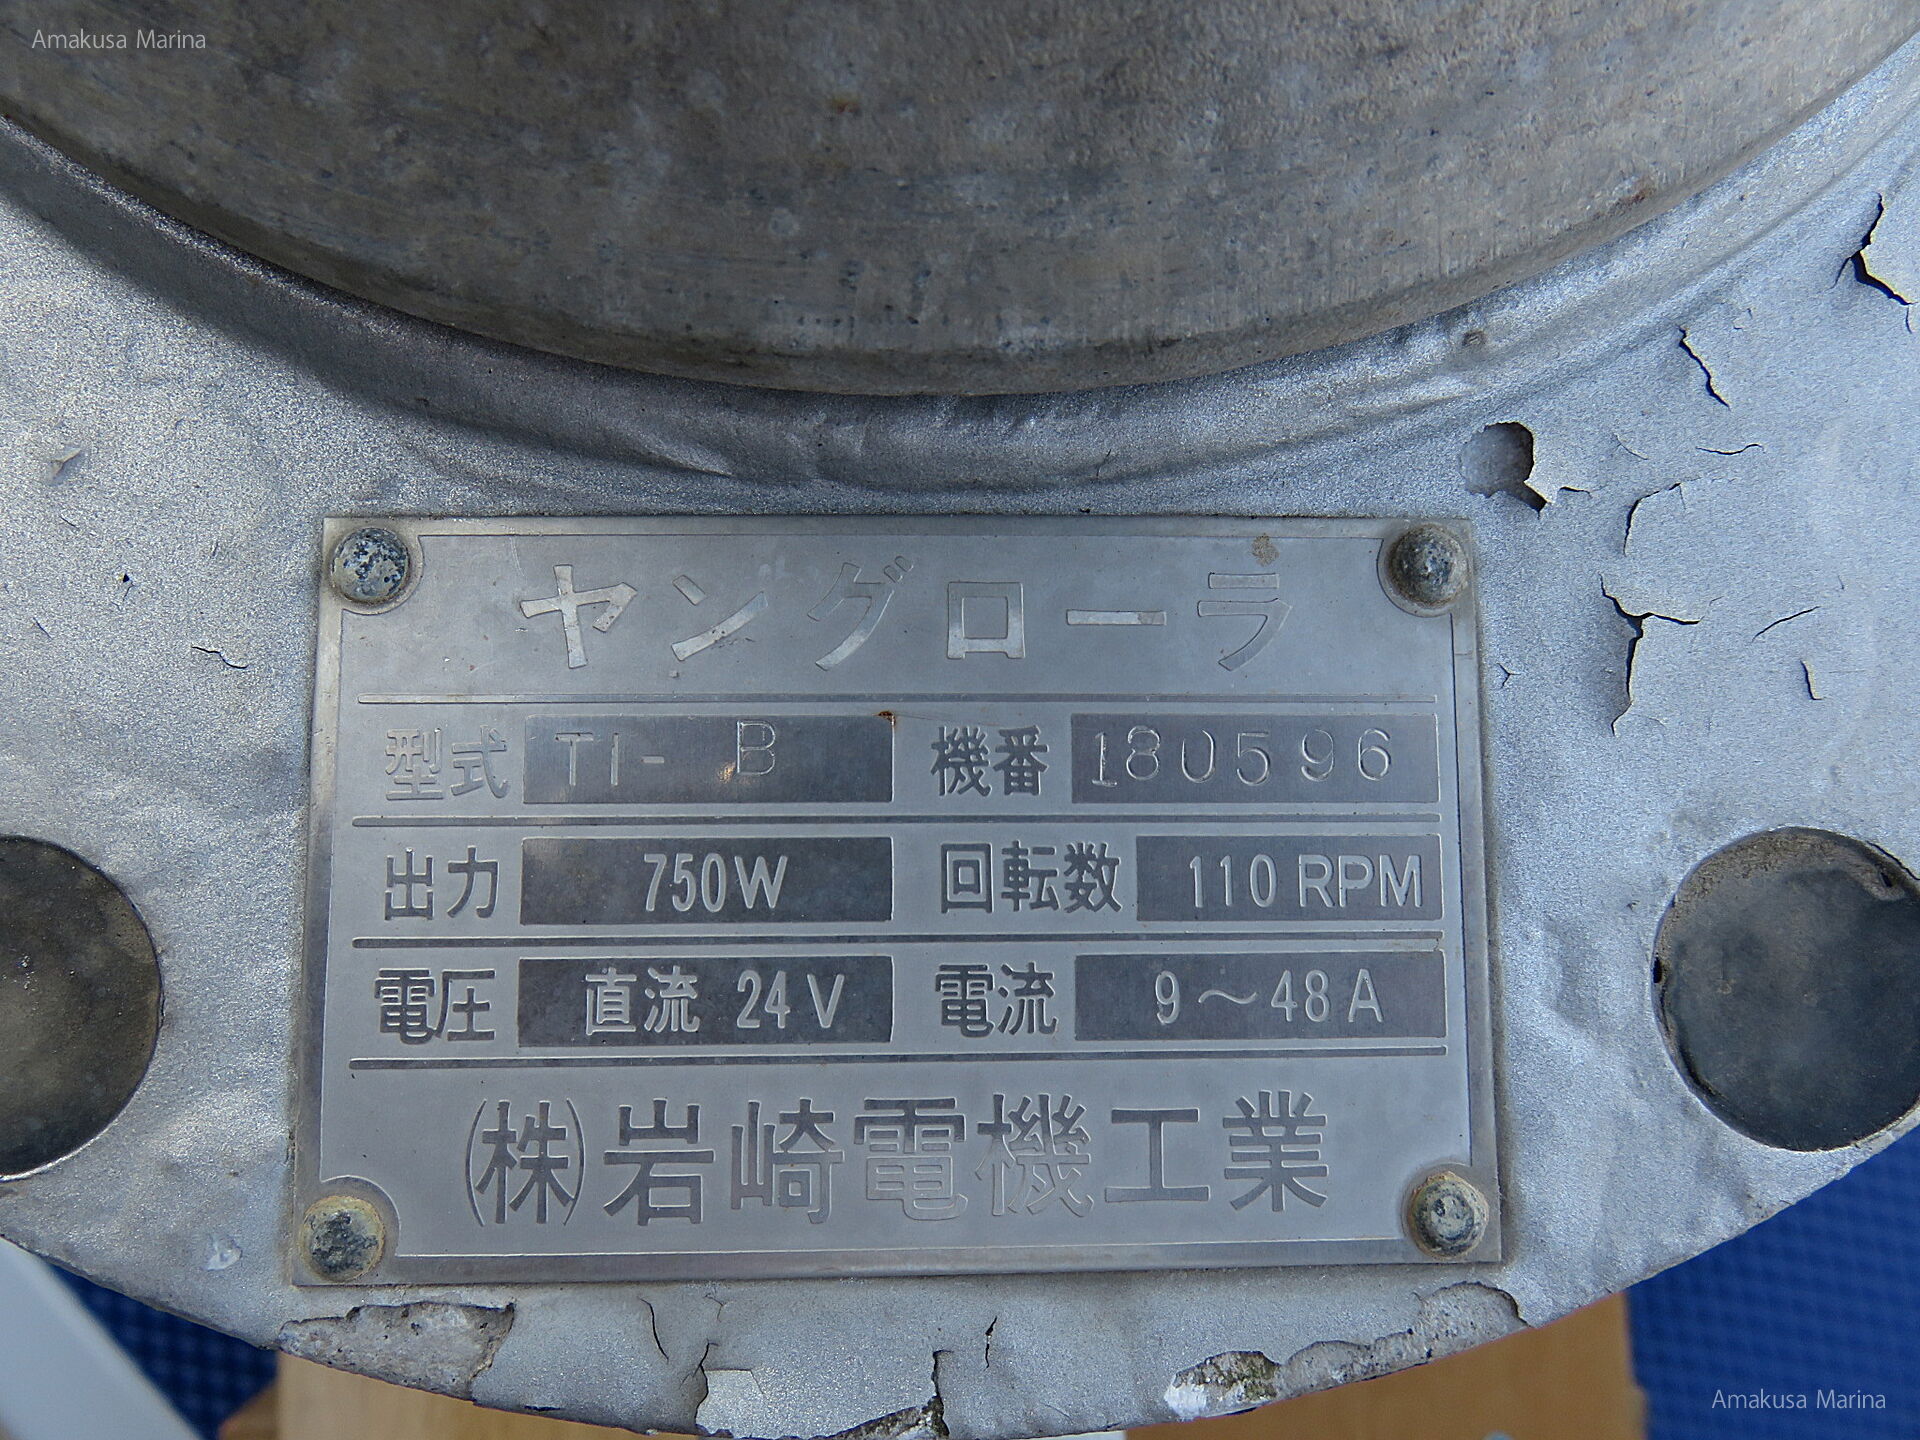 Amakusa Marina
ヤングローラ
型式 TI- B 機番 180596
出力 750W 回転数 110 RPM
電圧 直流 24V 電流 9〜48A
㈱岩崎電機工業
Amakusa Marina